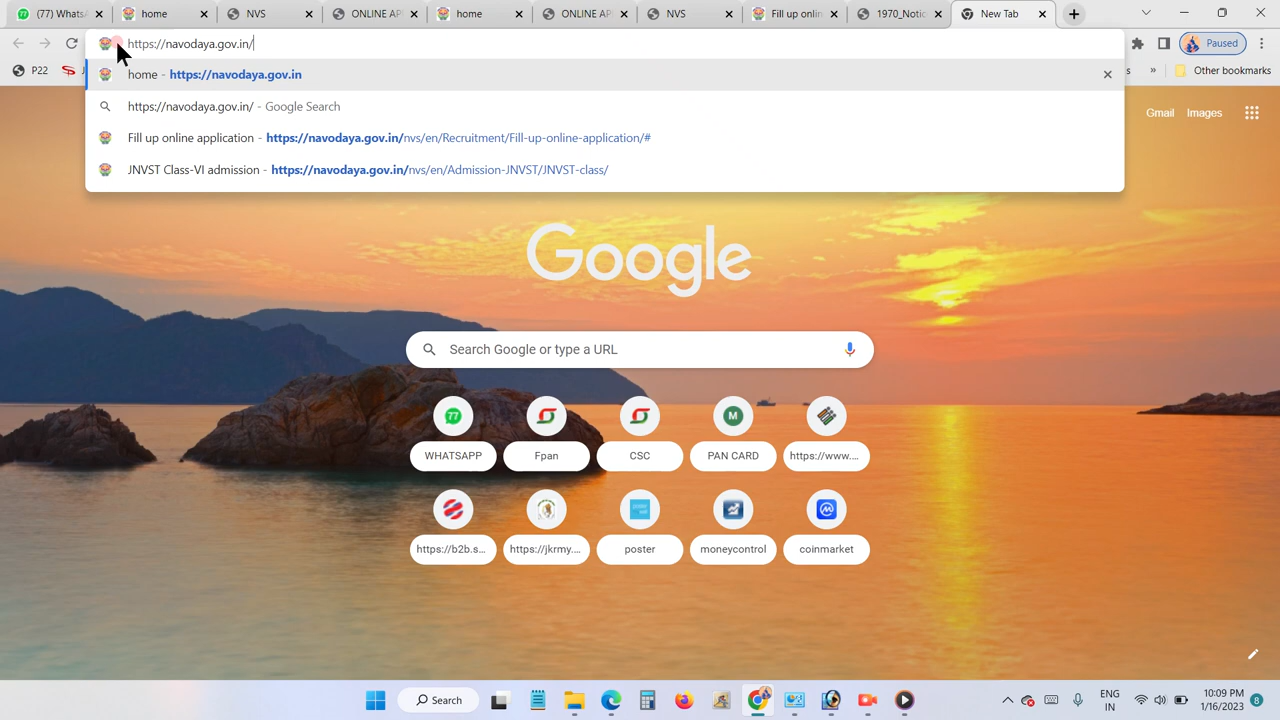 (77) Whats
home
NVS
ONLINE AP
home
ONLINE AP
NVS
Fill up onlin
1970_Notic
New Tab
https://navodaya.gov.in/
Paused
P22
home - https://navodaya.gov.in
Other bookmarks
https://navodaya.gov.in/ - Google Search
Fill up online application - https://navodaya.gov.in/nvs/en/Recruitment/Fill-up-online-application/#
JNVST Class-VI admission - https://navodaya.gov.in/nvs/en/Admission-JNVST/JNVST-class/
Gmail
Images
Google
Search Google or type a URL
77
M
WHATSAPP
Fpan
CSC
PAN CARD
https://www....
https://b2b.s...
https://jkrmy....
poster
moneycontrol
coinmarket
Search
ENG
IN
10:09 PM
1/16/2023
8